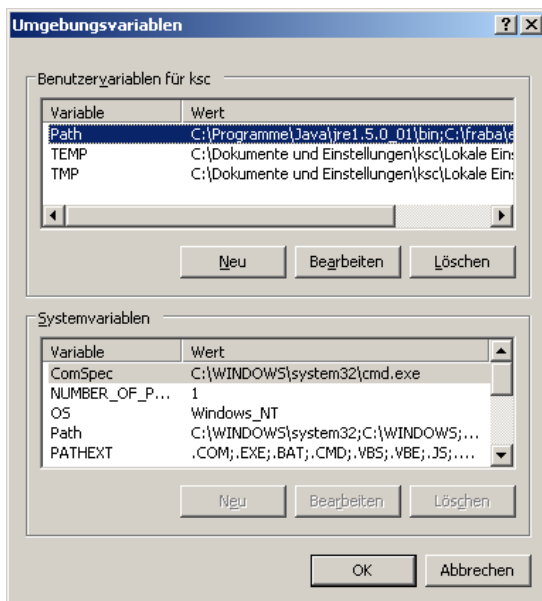 Umgebungsvariablen
Benutzervariablen für ksc
Variable Wert
Path C:\Programme\Java\jre1.5.0_01\bin;C:\fraba\e
TEMP C:\Dokumente und Einstellungen\ksc\Lokale Ein
TMP C:\Dokumente und Einstellungen\ksc\Lokale Ein
Neu Bearbeiten Löschen
Systemvariablen
Variable Wert
ComSpec C:\WINDOWS\system32\cmd.exe
NUMBER_OF_P... 1
OS Windows_NT
Path C:\WINDOWS\system32;C:\WINDOWS;...
PATHEXT .COM;.EXE;.BAT;.CMD;.VBS;.VBE;.JS;....
Neu Bearbeiten Löschen
OK Abbrechen